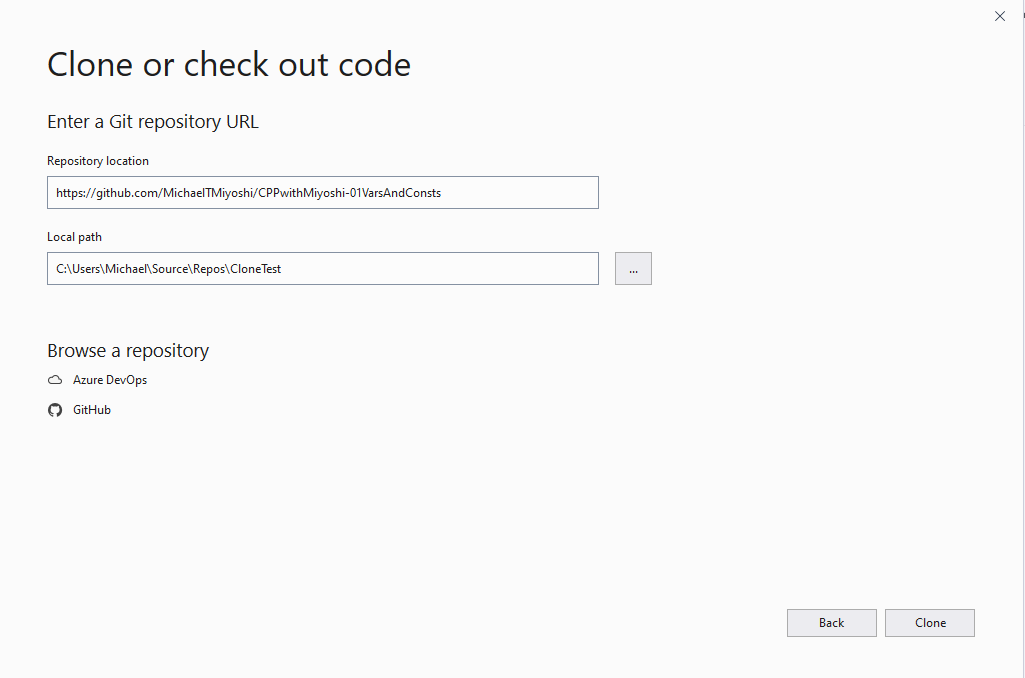 Clone or check out code
Enter a Git repository URL
Repository location
https://github.com/MichaelTMiyoshi/CPPwithMiyoshi-01VarsAndConsts
Local path
C:\Users\Michael\Source\Repos\CloneTest
...
Browse a repository
Azure DevOps
GitHub
Back
Clone